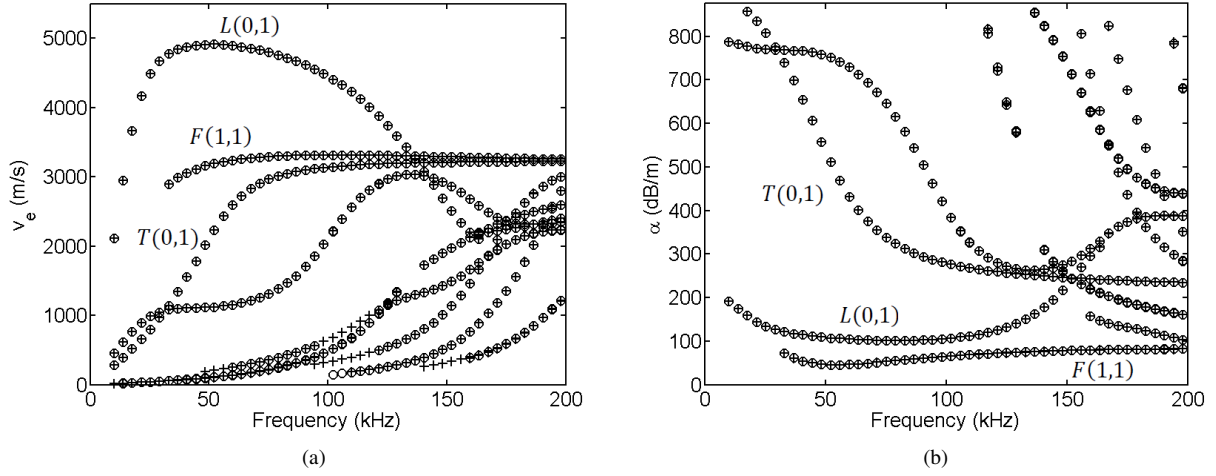 5000
4000
3000
2000
1000
0
v_e (m/s)
L(0,1)
F(1,1)
T(0,1)
0 50 100 150 200
Frequency (kHz)
(a)
800
700
600
500
400
300
200
100
0
α (dB/m)
T(0,1)
L(0,1)
F(1,1)
0 50 100 150 200
Frequency (kHz)
(b)